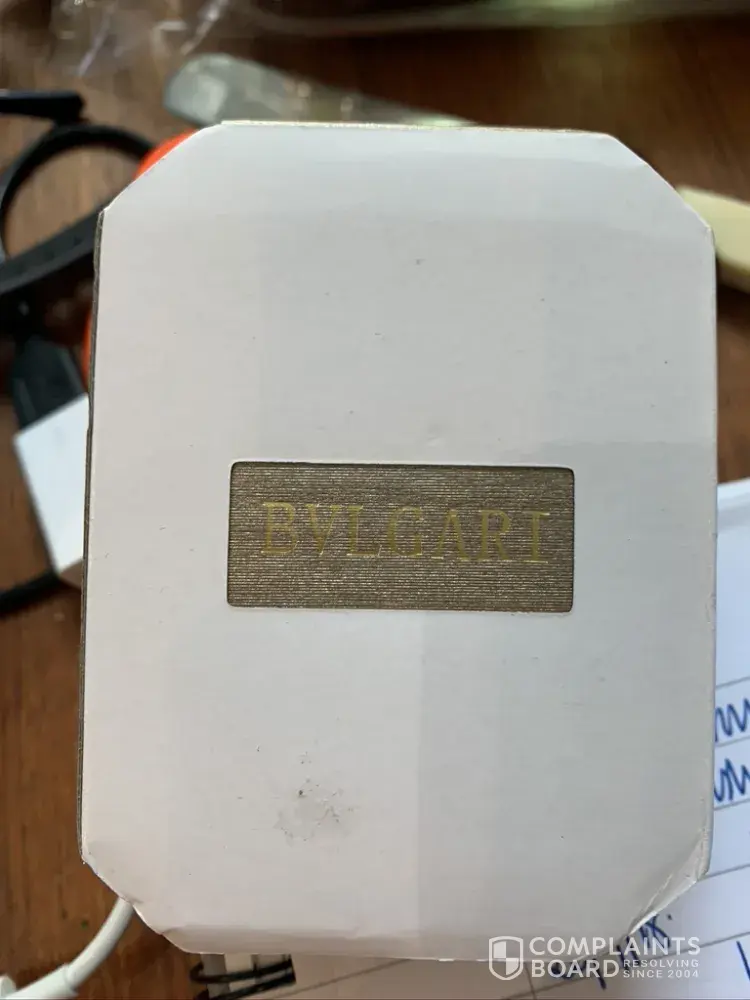 BVLGARI
COMPLAINTS
BOARD RESOLVING
SINCE 2004